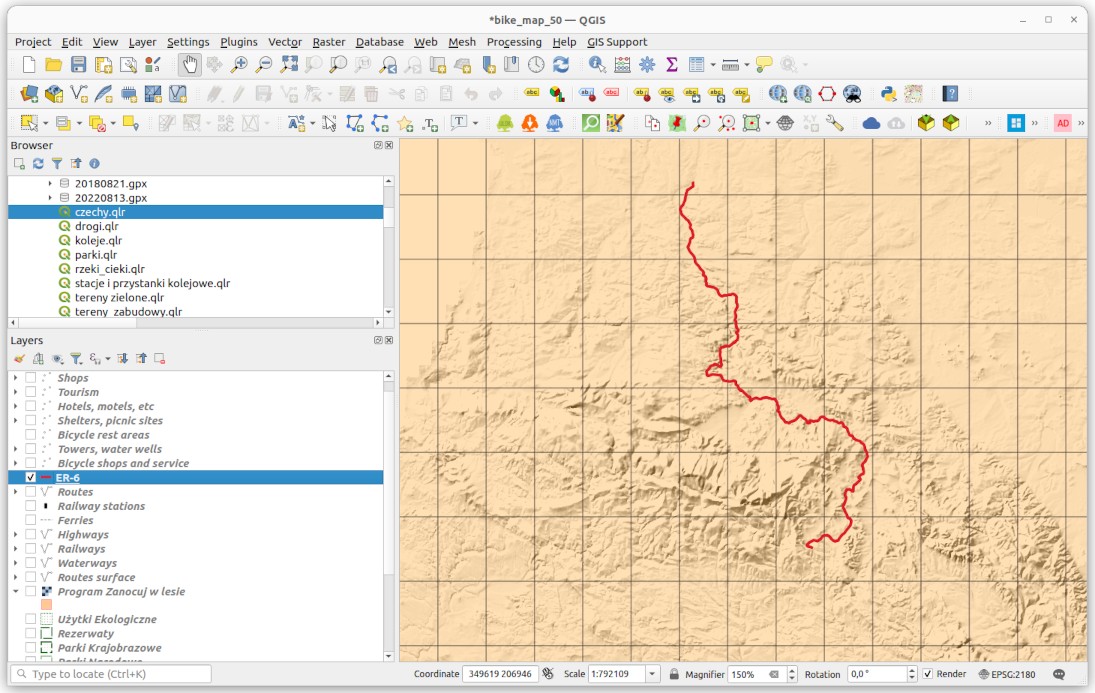 *bike_map_50 — QGIS
Project Edit View Layer Settings Plugins Vector Raster Database Web Mesh Processing Help GIS Support
Browser
20180821.gpx
20220813.gpx
czechy.qlr
drogi.qlr
koleje.qlr
parki.qlr
rzeki_cieki.qlr
stacje i przystanki kolejowe.qlr
tereny zielone.qlr
tereny_zabudowy.qlr
Layers
Shops
Tourism
Hotels, motels, etc
Shelters, picnic sites
Bicycle rest areas
Towers, water wells
Bicycle shops and service
ER-6
Routes
Railway stations
Ferries
Highways
Railways
Waterways
Routes surface
Program Zanocuj w lesie
Użytki Ekologiczne
Rezerwaty
Parki Krajobrazowe
Parki Narodowe
Type to locate (Ctrl+K)
Coordinate 349619 206946 Scale 1:792109 Magnifier 150% Rotation 0,0 ° Render EPSG:2180